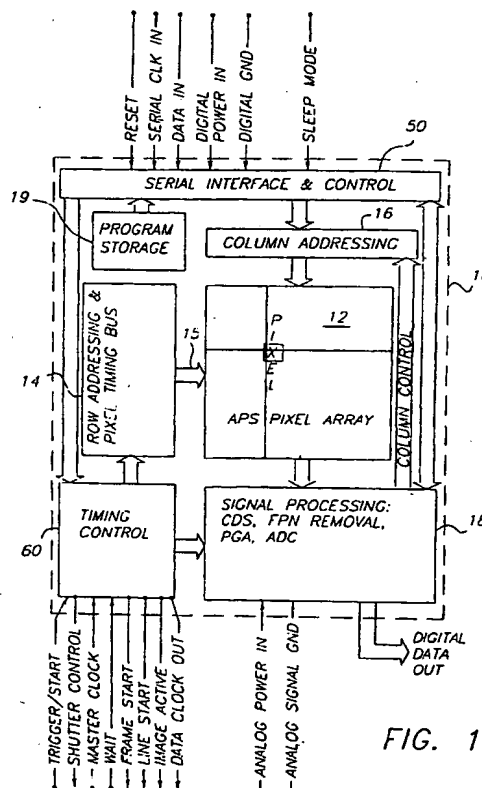 RESET
SERIAL CLK IN
DATA IN
DIGITAL
POWER IN
DIGITAL GND
SLEEP MODE
50
SERIAL INTERFACE & CONTROL
19
PROGRAM
STORAGE
16
COLUMN ADDRESSING
ROW ADDRESSING &
PIXEL TIMING BUS
14
15
12
PIXEL
APS PIXEL ARRAY
COLUMN CONTROL
TIMING
CONTROL
60
SIGNAL PROCESSING:
CDS, FPN REMOVAL,
PGA, ADC
TRIGGER/START
SHUTTER CONTROL
MASTER CLOCK
WAIT
FRAME START
LINE START
IMAGE ACTIVE
DATA CLOCK OUT
ANALOG POWER IN
ANALOG SIGNAL GND
DIGITAL
DATA
OUT
FIG. 1